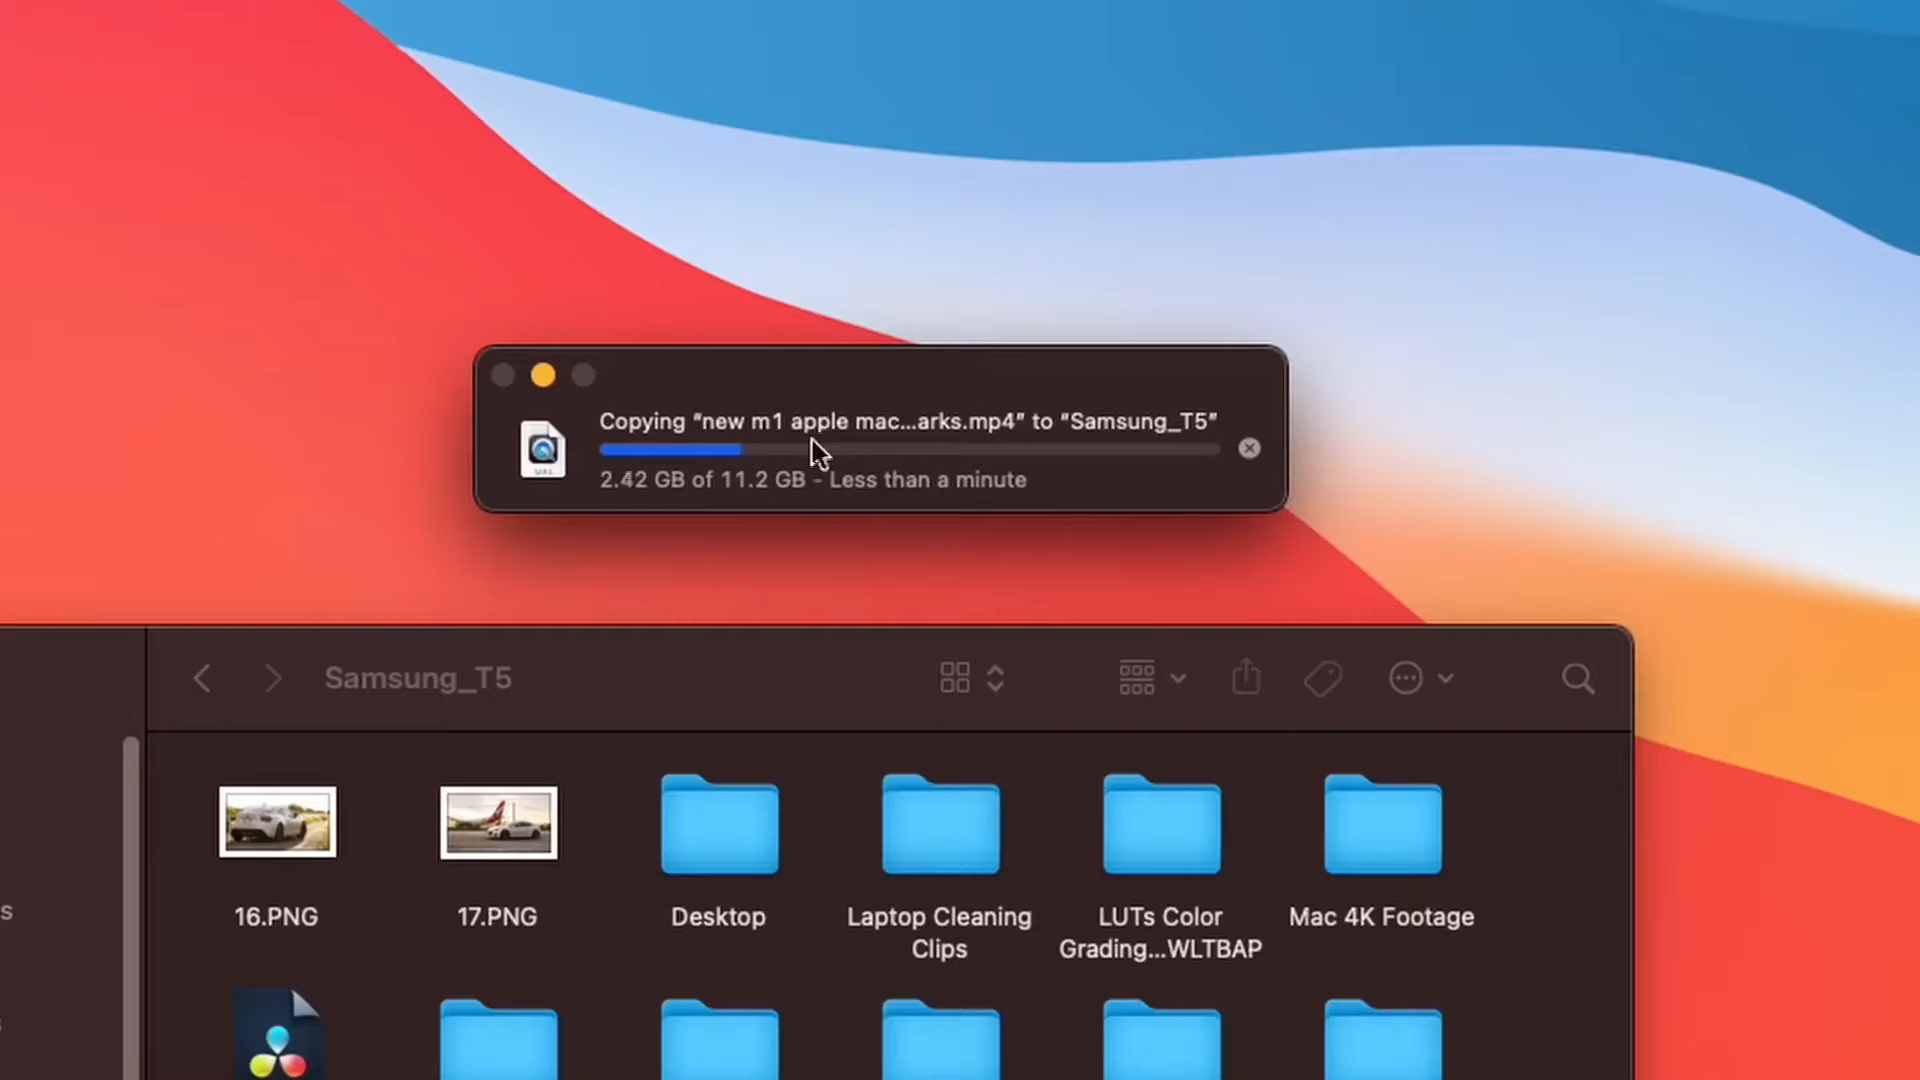 Copying “new m1 apple mac...arks.mp4” to “Samsung_T5”
2.42 GB of 11.2 GB - Less than a minute
Samsung_T5
s
16.PNG
17.PNG
Desktop
Laptop Cleaning
Clips
LUTs Color
Grading...WLTBAP
Mac 4K Footage